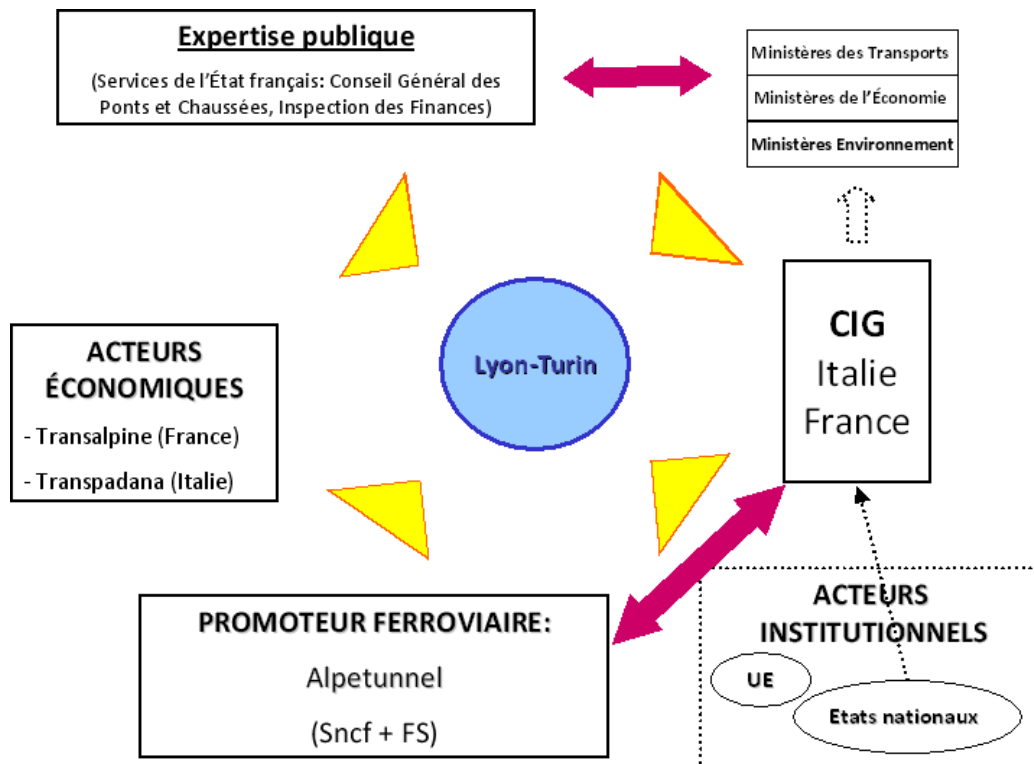 Expertise publique
(Services de l'État français: Conseil Général des
Ponts et Chaussées, Inspection des Finances)
Ministères des Transports
Ministères de l'Économie
Ministères Environnement
CIG
Italie
France
Lyon-Turin
ACTEURS
ÉCONOMIQUES
- Transalpine (France)
- Transpadana (Italie)
PROMOTEUR FERROVIAIRE:
Alpetunnel
(Sncf + FS)
ACTEURS
INSTITUTIONNELS
UE
Etats nationaux